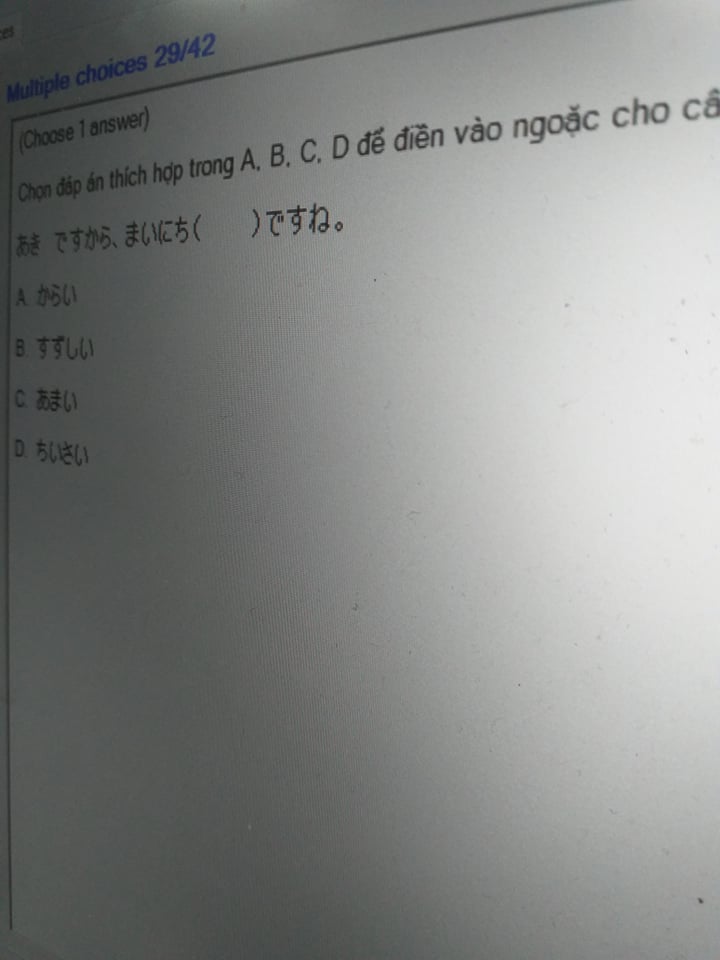 Multiple choices 29/42
(Choose 1 answer)
Chọn đáp án thích hợp trong A, B, C, D để điền vào ngoặc cho
あき ですから、まいにち( )ですね。
A. からい
B. すずしい
C. あまい
D. ちいさい